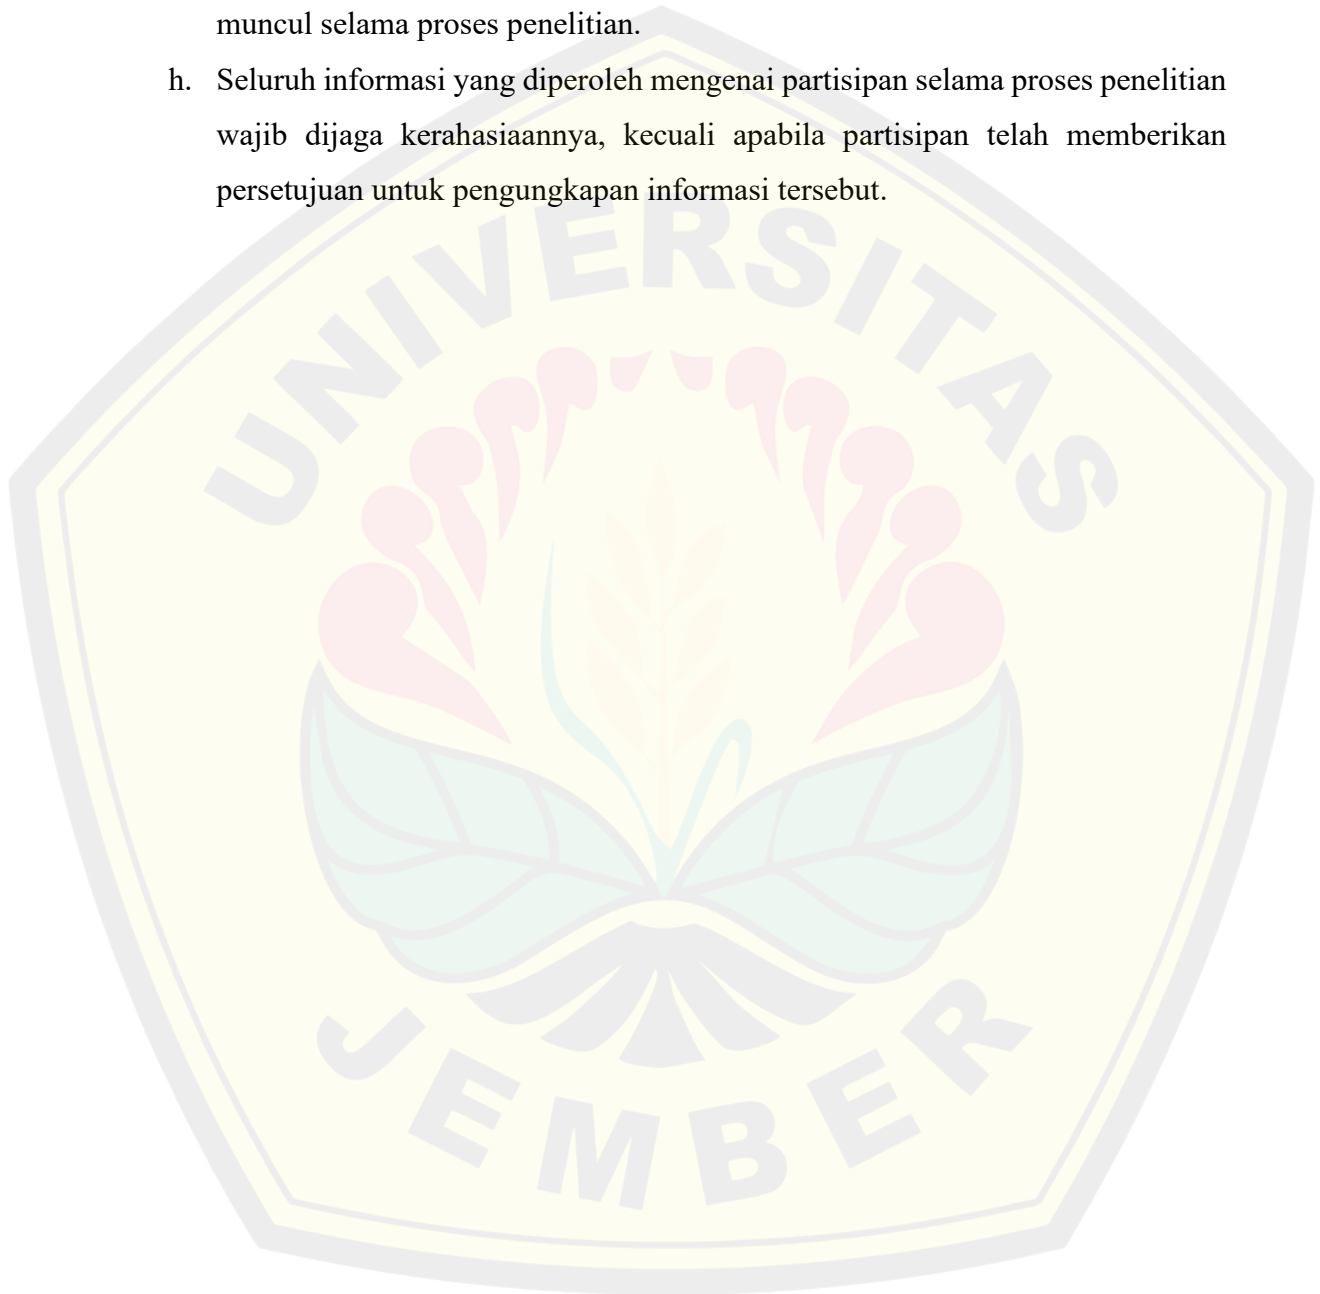 muncul selama proses penelitian.
h. Seluruh informasi yang diperoleh mengenai partisipan selama proses penelitian
wajib dijaga kerahasiaannya, kecuali apabila partisipan telah memberikan
persetujuan untuk pengungkapan informasi tersebut.
UNIVERSITAS
JEMBER